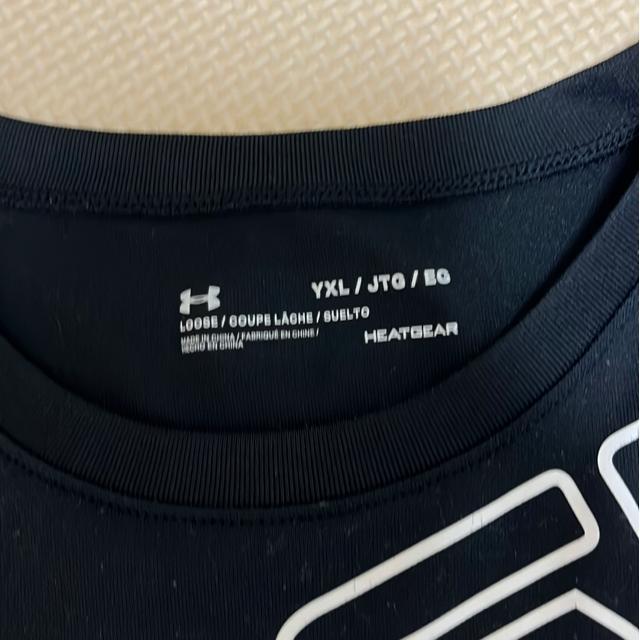 YXL / JTG / EG
LOOSE / COUPE LÂCHE / SUELTO
MADE IN CHINA / FABRIQUÉ EN CHINE /
HECHO EN CHINA
HEATGEAR